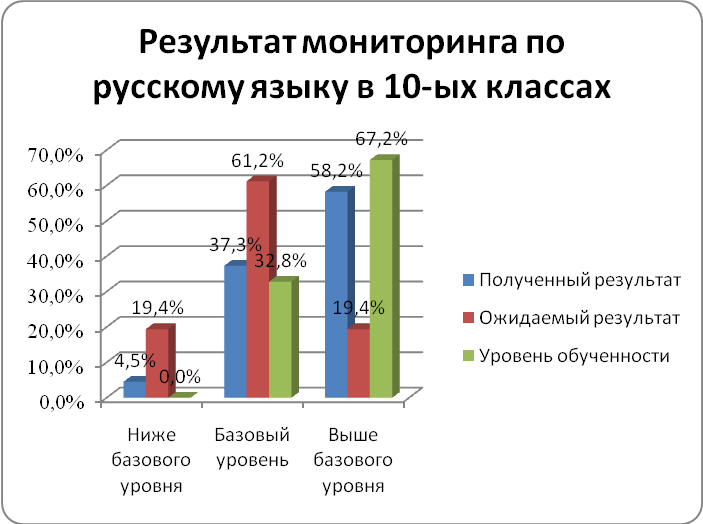 Результат мониторинга по
русскому языку в 10-ых классах
70,0%
60,0%
50,0%
40,0%
30,0%
20,0%
10,0%
0,0%
4,5%
19,4%
0,0%
37,3%
61,2%
32,8%
58,2%
19,4%
67,2%
Ниже
базового
уровня
Базовый
уровень
Выше
базового
уровня
Полученный результат
Ожидаемый результат
Уровень обученности